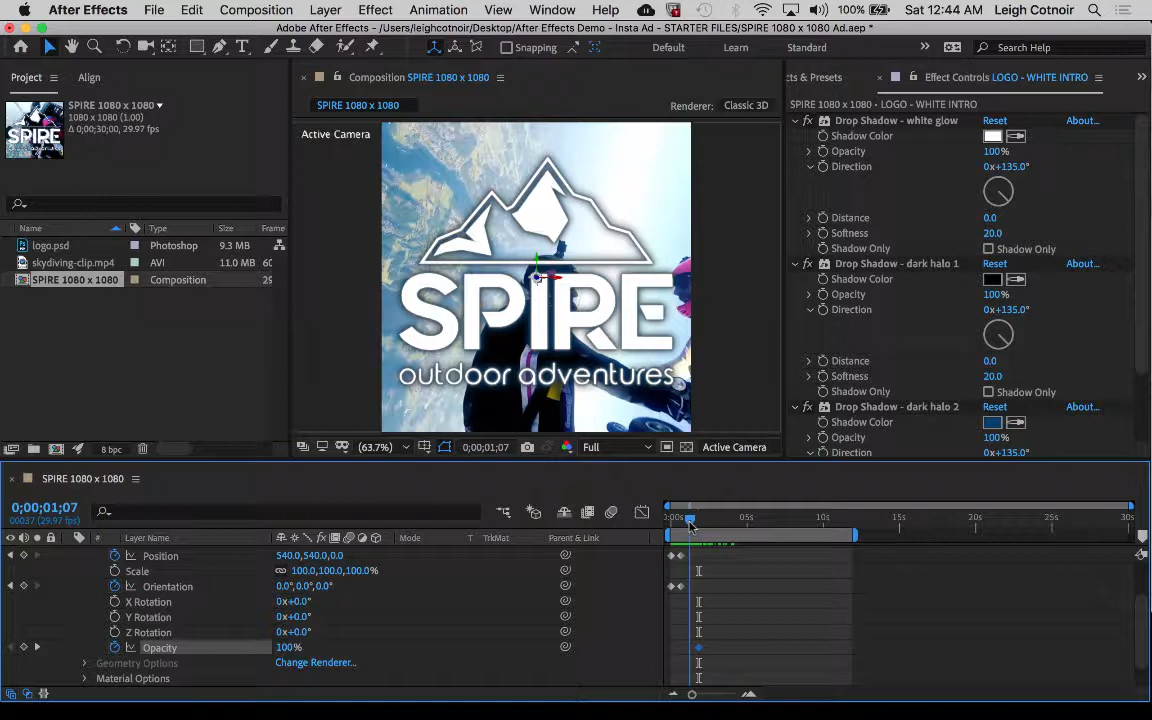 After Effects File Edit Composition Layer Effect Animation View Window Help 100% Sat 12:44 AM Leigh Cotnoir
Adobe After Effects - /Users/leighcotnoir/Desktop/After Effects Demo - Insta Ad - STARTER FILES/SPIRE 1080 x 1080 Ad.aep *
Snapping Default Learn Standard Search Help
Project Align Composition SPIRE 1080 x 1080 cts & Presets Effect Controls LOGO - WHITE INTRO
SPIRE 1080 x 1080
1080 x 1080 (1.00)
Δ 0;00;30;00, 29.97 fps
SPIRE 1080 x 1080 Renderer: Classic 3D
SPIRE 1080 x 1080 • LOGO - WHITE INTRO
Active Camera
Drop Shadow - white glow Reset About...
Shadow Color
Opacity 100%
Direction 0x+135.0°
Distance 0.0
Softness 20.0
Shadow Only Shadow Only
Drop Shadow - dark halo 1 Reset About...
Shadow Color
Opacity 100%
Direction 0x+135.0°
Distance 0.0
Softness 20.0
Shadow Only Shadow Only
Drop Shadow - dark halo 2 Reset About...
Shadow Color
Opacity 100%
Direction 0x+135.0°
Name Type Size Frame
logo.psd Photoshop 9.3 MB
skydiving-clip.mp4 AVI 11.0 MB 60
SPIRE 1080 x 1080 Composition 29
SPIRE
outdoor adventures
8 bpc (63.7%) 0;00;01;07 Full Active Camera
SPIRE 1080 x 1080
0;00;01;07
00037 (29.97 fps)
0:00s 05s 10s 15s 20s 25s 30s
# Layer Name Mode T TrkMat Parent & Link
Position 540.0,540.0,0.0
Scale 100.0,100.0,100.0%
Orientation 0.0°,0.0°,0.0°
X Rotation 0x+0.0°
Y Rotation 0x+0.0°
Z Rotation 0x+0.0°
Opacity 100%
Geometry Options Change Renderer...
Material Options